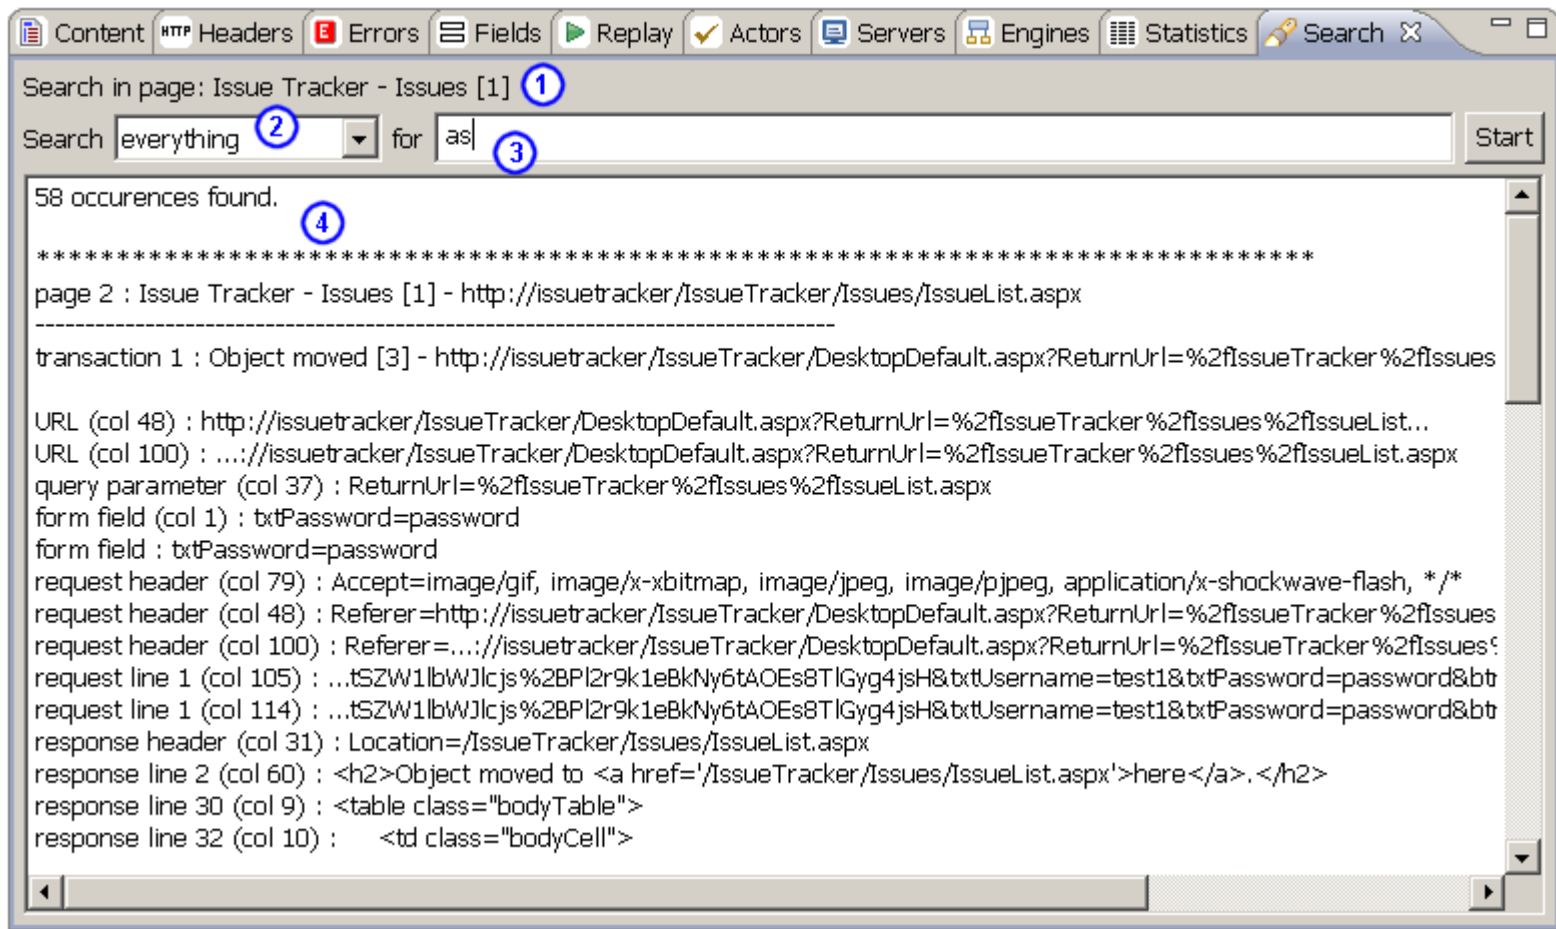 Content HTTP Headers E Errors Fields Replay Actors Servers Engines Statistics Search
Search in page: Issue Tracker - Issues [1] 1
Search everything 2 for as 3 Start
58 occurences found.
4
********************************************************************************
page 2 : Issue Tracker - Issues [1] - http://issuetracker/IssueTracker/Issues/IssueList.aspx
--------------------------------------------------------------------------------
transaction 1 : Object moved [3] - http://issuetracker/IssueTracker/DesktopDefault.aspx?ReturnUrl=%2fIssueTracker%2fIssues
URL (col 48) : http://issuetracker/IssueTracker/DesktopDefault.aspx?ReturnUrl=%2fIssueTracker%2fIssues%2fIssueList...
URL (col 100) : ...://issuetracker/IssueTracker/DesktopDefault.aspx?ReturnUrl=%2fIssueTracker%2fIssues%2fIssueList.aspx
query parameter (col 37) : ReturnUrl=%2fIssueTracker%2fIssues%2fIssueList.aspx
form field (col 1) : txtPassword=password
form field : txtPassword=password
request header (col 79) : Accept=image/gif, image/x-xbitmap, image/jpeg, image/pjpeg, application/x-shockwave-flash, */*
request header (col 48) : Referer=http://issuetracker/IssueTracker/DesktopDefault.aspx?ReturnUrl=%2fIssueTracker%2fIssues
request header (col 100) : Referer=...://issuetracker/IssueTracker/DesktopDefault.aspx?ReturnUrl=%2fIssueTracker%2fIssues%
request line 1 (col 105) : ...tSZW1lbWJlcjs%2BPl2r9k1eBkNy6tAOEs8TlGyg4jsH&txtUsername=test1&txtPassword=password&btn
request line 1 (col 114) : ...tSZW1lbWJlcjs%2BPl2r9k1eBkNy6tAOEs8TlGyg4jsH&txtUsername=test1&txtPassword=password&btn
response header (col 31) : Location=/IssueTracker/Issues/IssueList.aspx
response line 2 (col 60) : <h2>Object moved to <a href='/IssueTracker/Issues/IssueList.aspx'>here</a>.</h2>
response line 30 (col 9) : <table class="bodyTable">
response line 32 (col 10) : <td class="bodyCell">